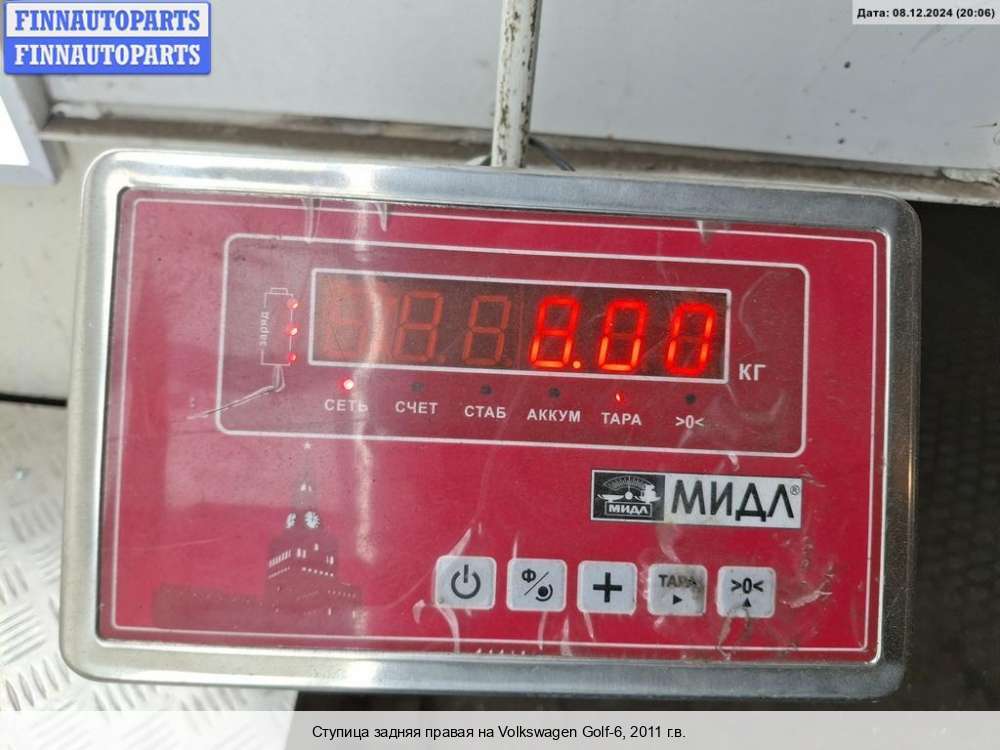 FINNAUTOPARTS
FINNAUTOPARTS
Дата: 08.12.2024 (20:06)
заряд
8.00
КГ
СЕТЬ СЧЕТ СТАБ АККУМ ТАРА >0<
МИДЛ МИДЛ®
Ф ТАРА >0<
Ступица задняя правая на Volkswagen Golf-6, 2011 г.в.